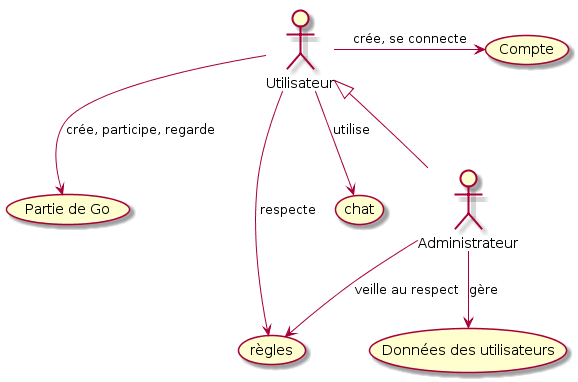 crée, se connecte
Compte
Utilisateur
crée, participe, regarde
utilise
Partie de Go
respecte
chat
Administrateur
veille au respect
gère
règles
Données des utilisateurs